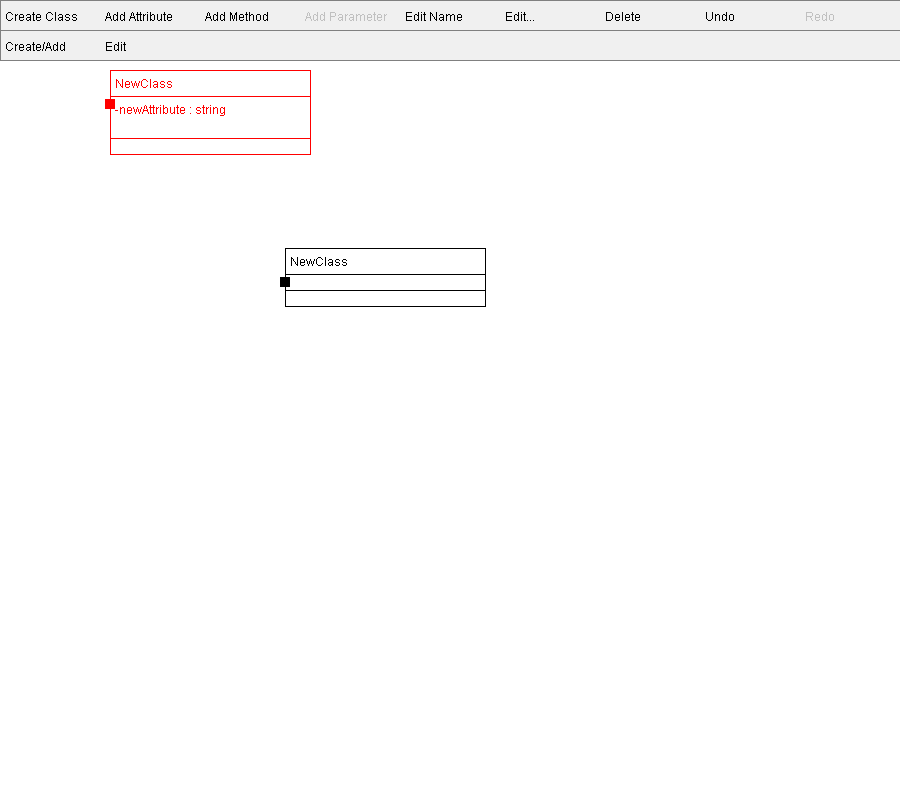 Create Class Add Attribute Add Method Add Parameter Edit Name Edit... Delete Undo Redo
Create/Add Edit
NewClass
-newAttribute : string
NewClass